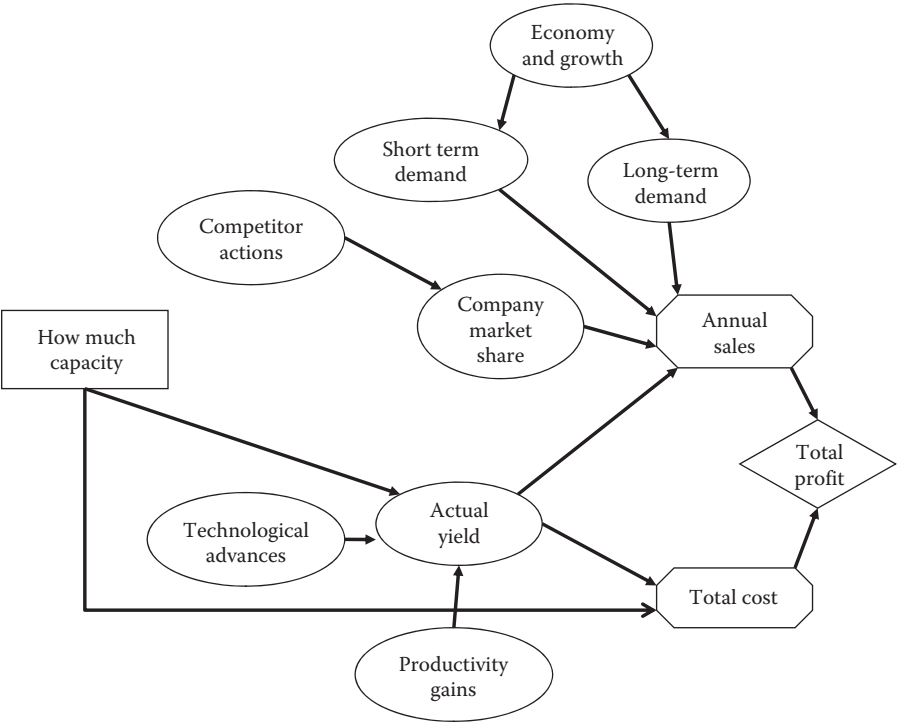 Economy
and growth
Short term
demand
Long-term
demand
Competitor
actions
Company
market
share
Annual
sales
How much
capacity
Total
profit
Technological
advances
Actual
yield
Total cost
Productivity
gains